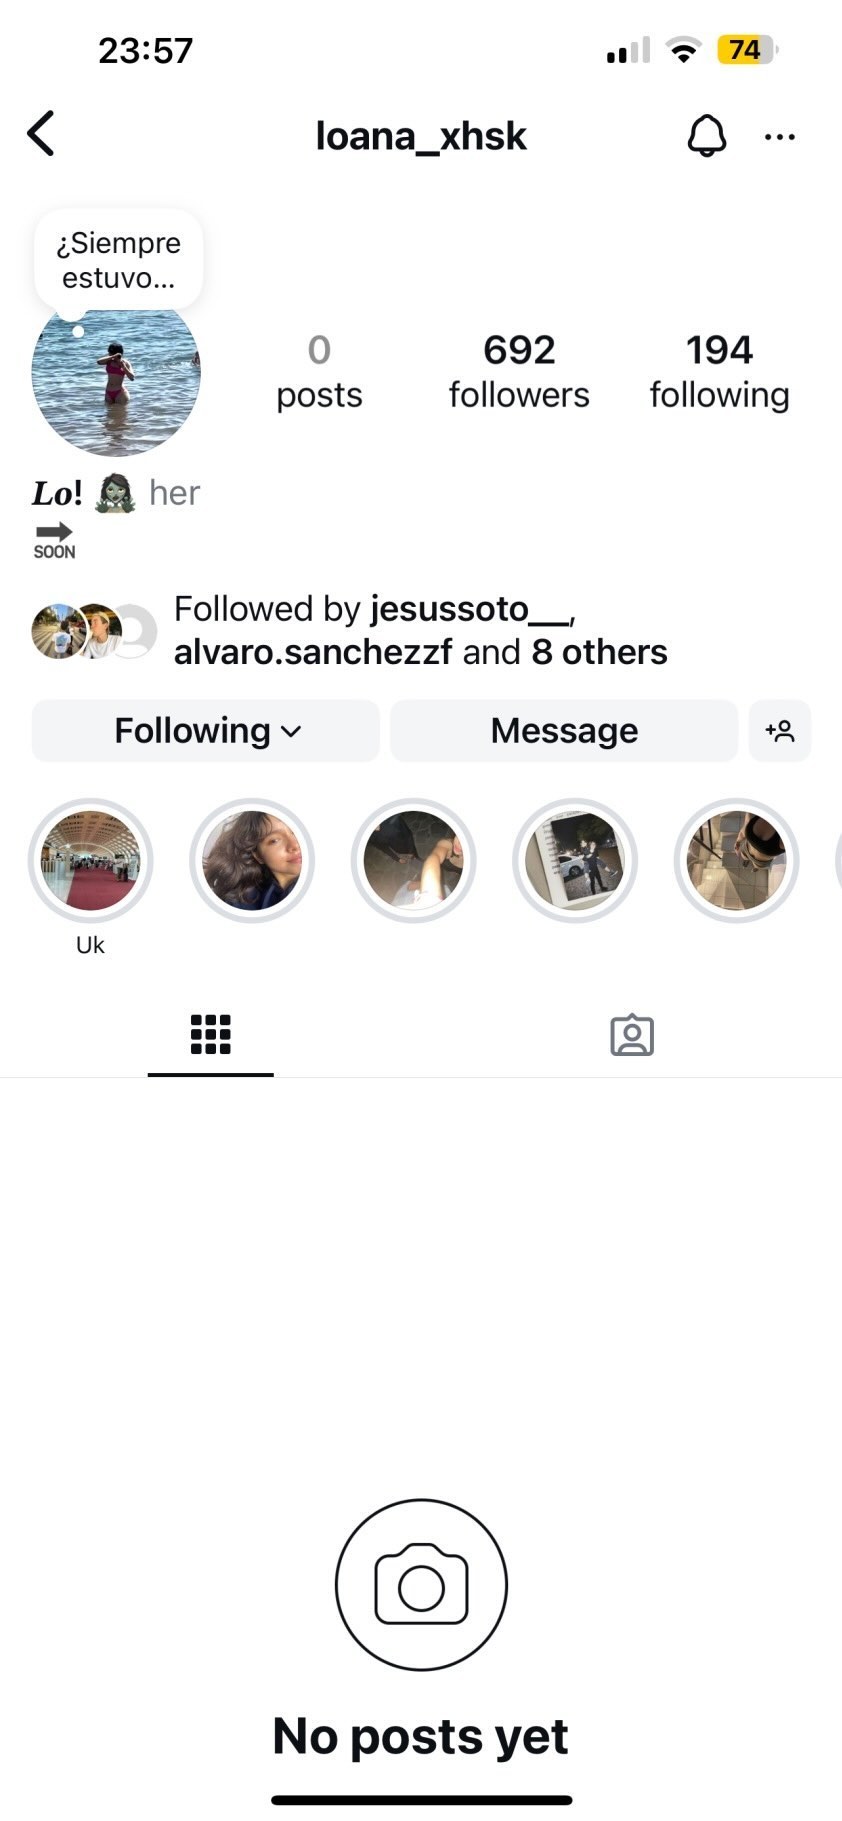 23:57
74
loana_xhsk
¿Siempre
estuvo...
0
posts
692
followers
194
following
Lo! her
SOON
Followed by jesussoto__,
alvaro.sanchezzf and 8 others
Following
Message
Uk
No posts yet